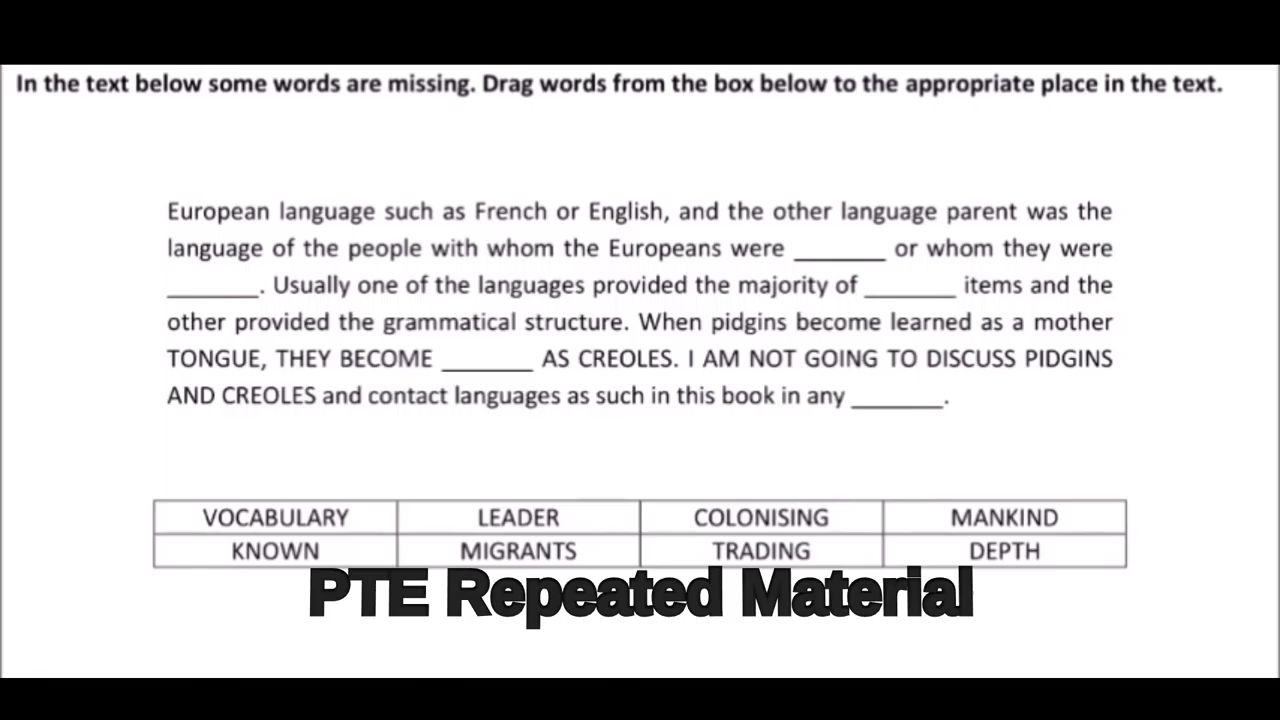 In the text below some words are missing. Drag words from the box below to the appropriate place in the text.
European language such as French or English, and the other language parent was the
language of the people with whom the Europeans were _______ or whom they were
_______. Usually one of the languages provided the majority of _______ items and the
other provided the grammatical structure. When pidgins become learned as a mother
TONGUE, THEY BECOME _______ AS CREOLES. I AM NOT GOING TO DISCUSS PIDGINS
AND CREOLES and contact languages as such in this book in any _______.
VOCABULARY LEADER COLONISING MANKIND
KNOWN MIGRANTS TRADING DEPTH
PTE Repeated Material